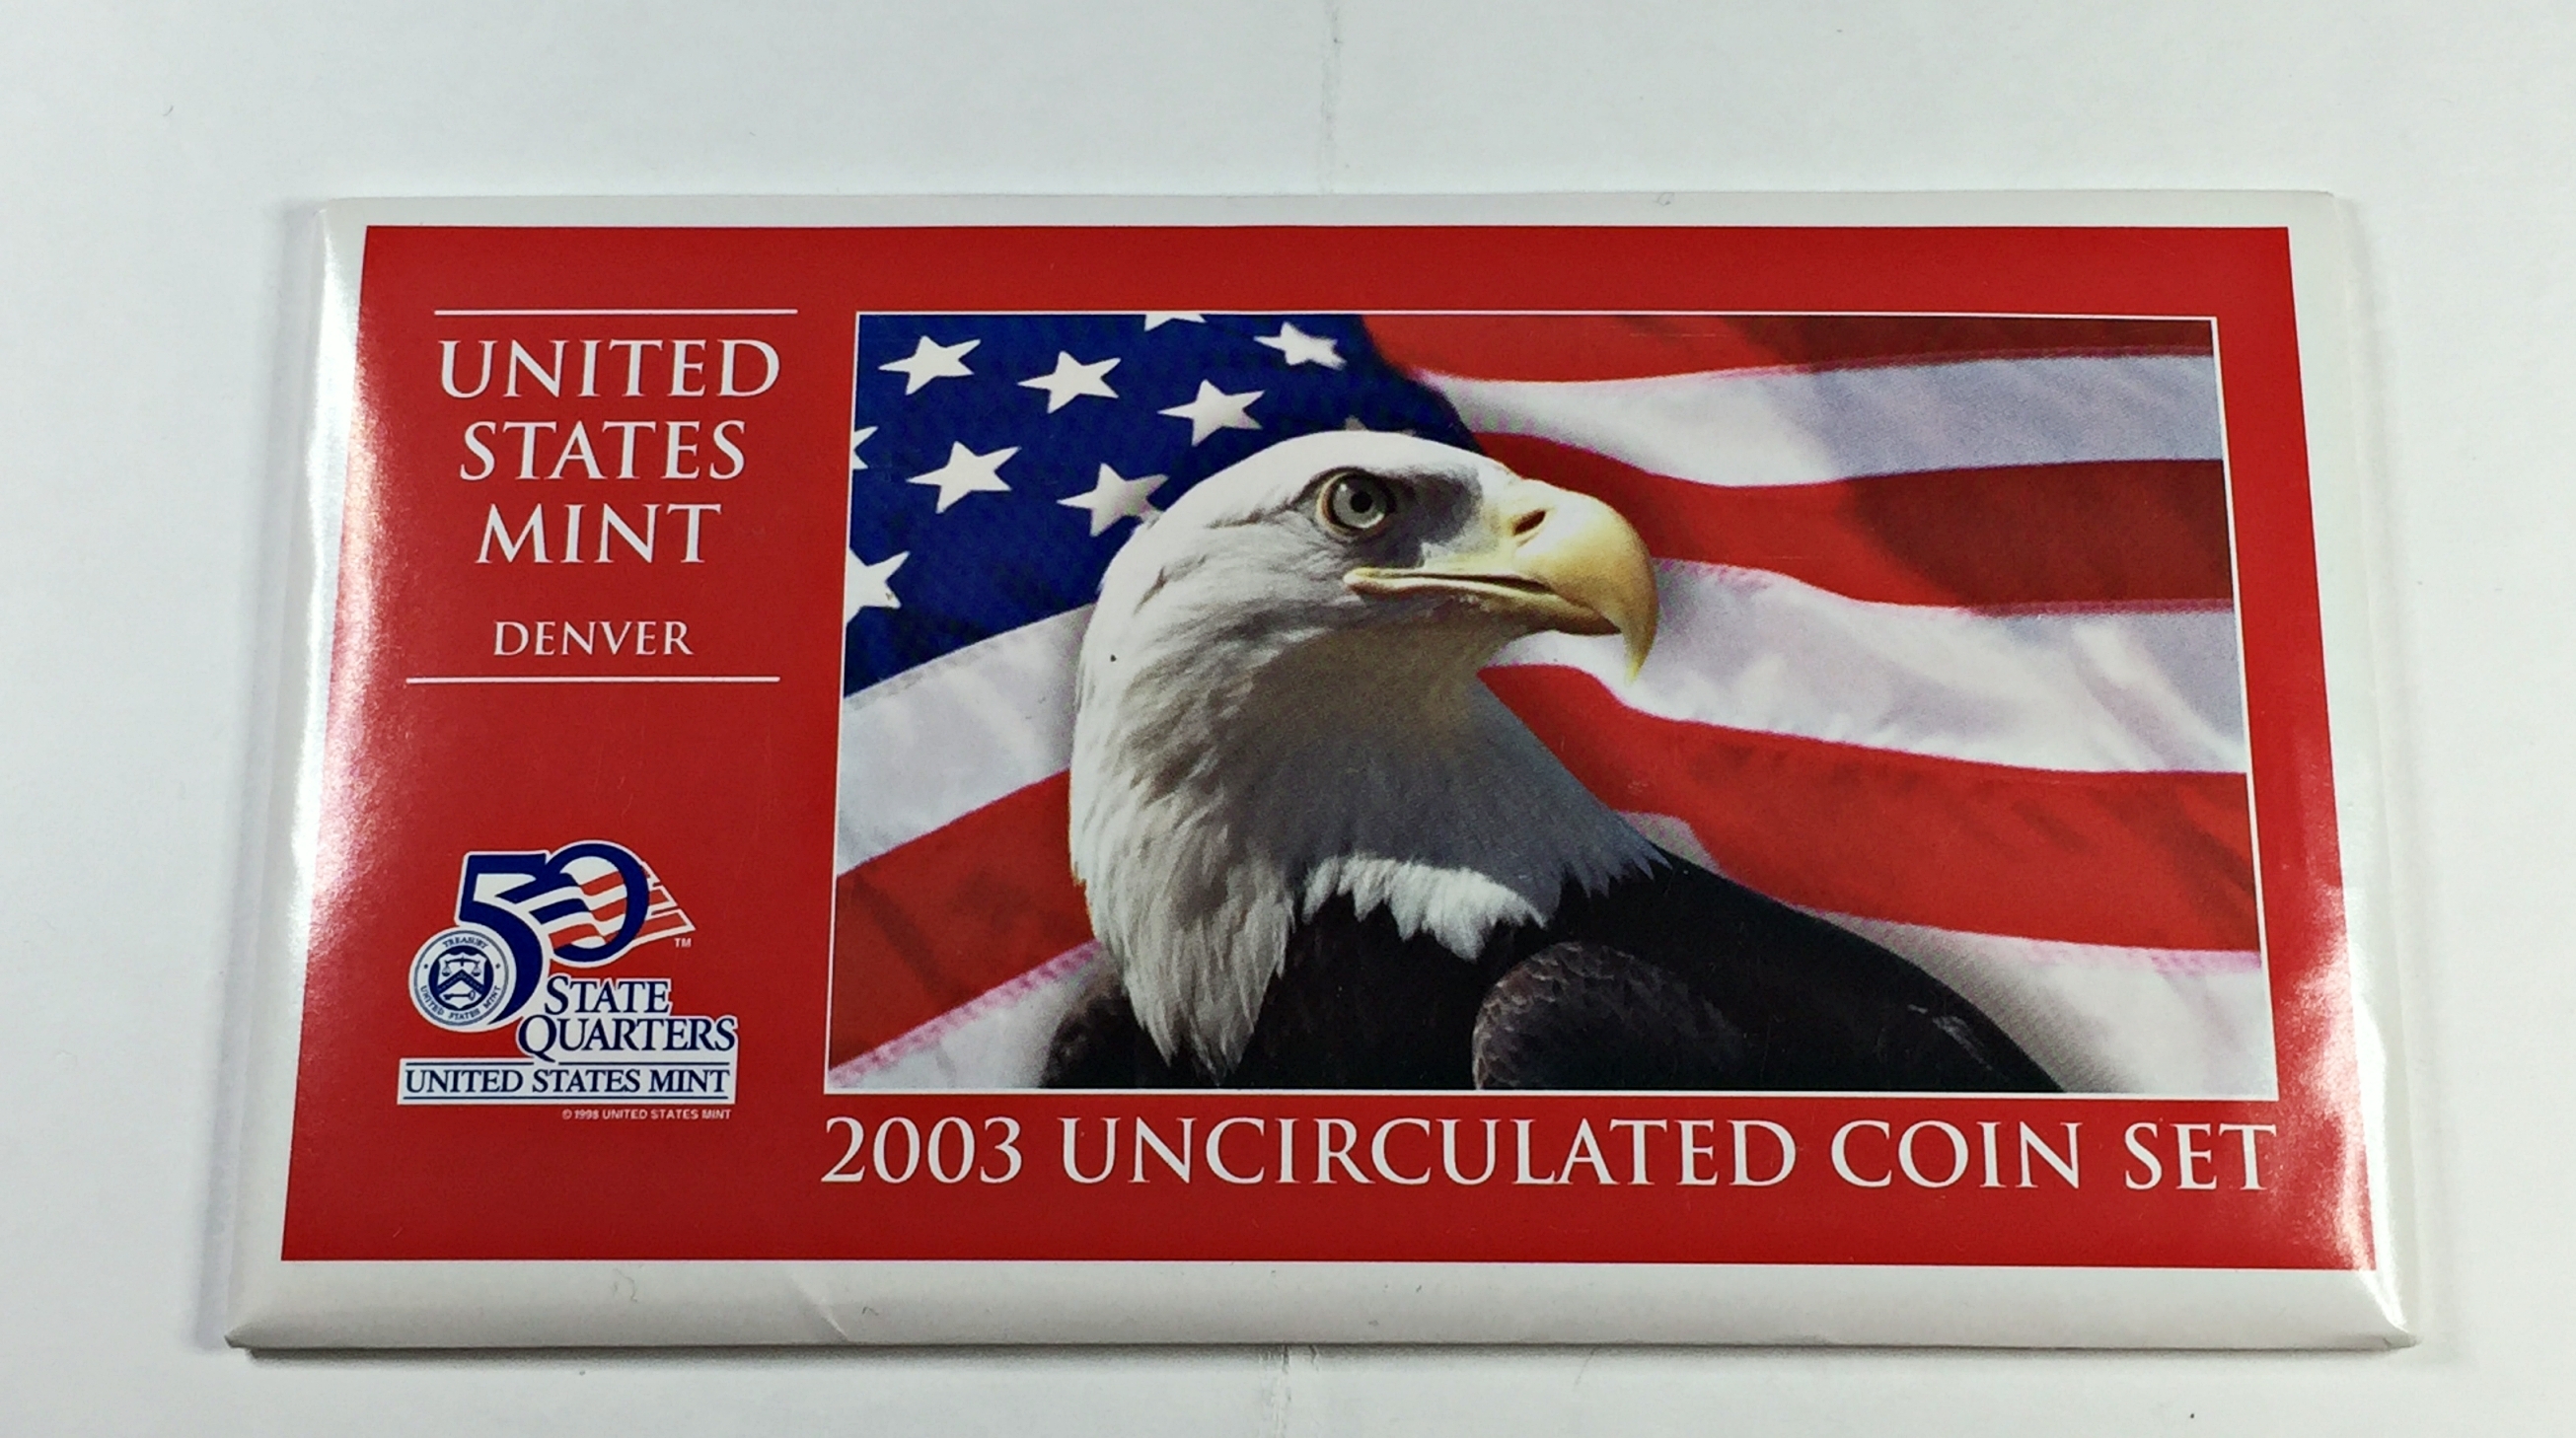 UNITED
STATES
MINT
DENVER
50
TM
TREASURY
UNITED STATES MINT
STATE
QUARTERS
UNITED STATES MINT
© 1998 UNITED STATES MINT
2003 UNCIRCULATED COIN SET